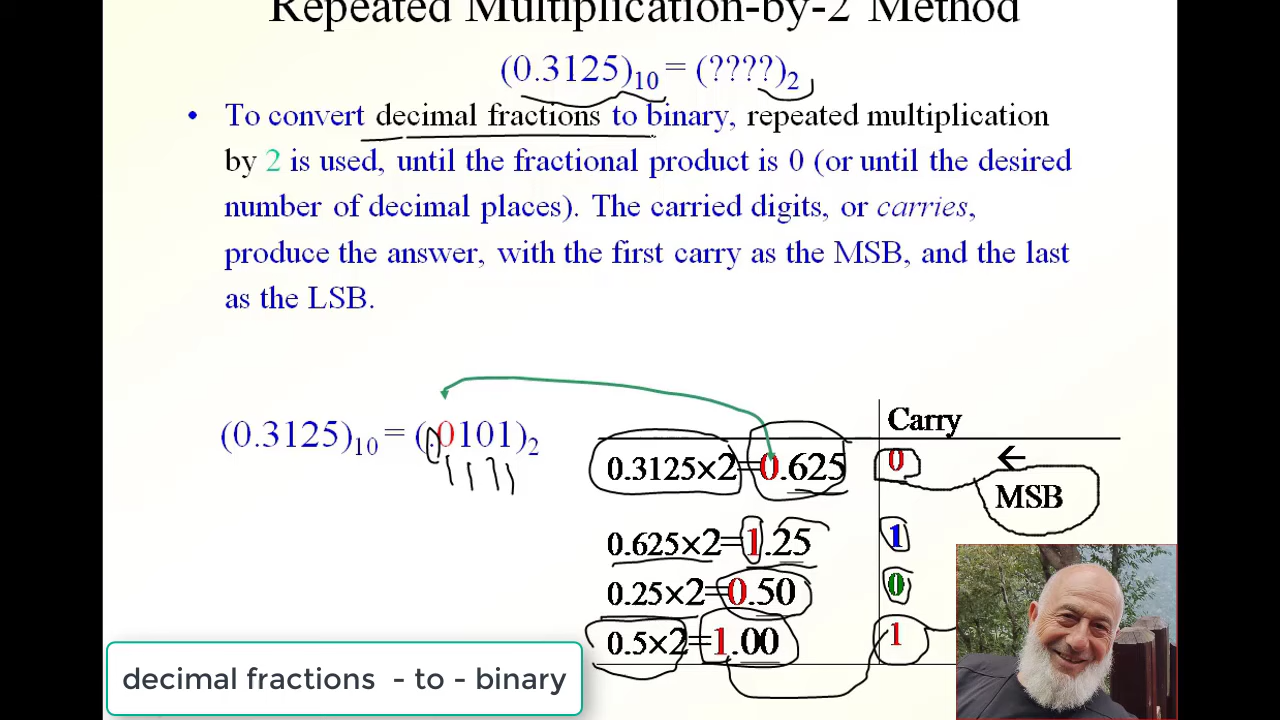 Repeated Multiplication-by-2 Method
(0.3125)10 = (????)2
• To convert decimal fractions to binary, repeated multiplication
by 2 is used, until the fractional product is 0 (or until the desired
number of decimal places). The carried digits, or carries,
produce the answer, with the first carry as the MSB, and the last
as the LSB.
(0.3125)10 = (.0101)2
Carry
0.3125×2=0.625 0 ←
MSB
0.625×2=1.25 1
0.25×2=0.50 0
0.5×2=1.00 1
decimal fractions - to - binary